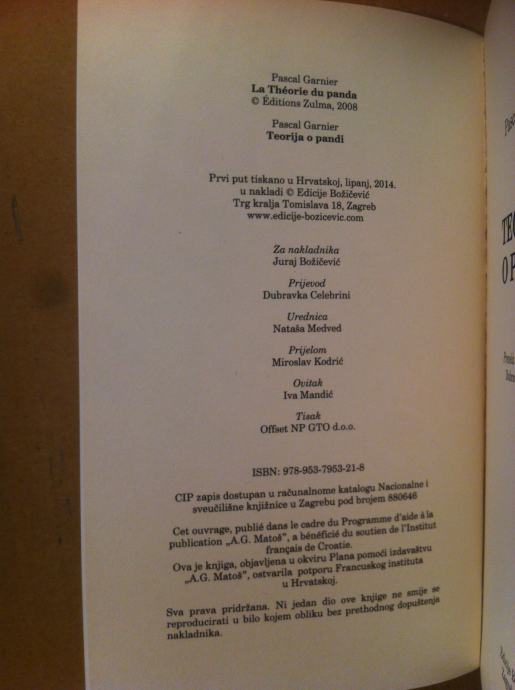 Pascal Garnier
La Théorie du panda
© Éditions Zulma, 2008
Pascal Garnier
Teorija o pandi
Prvi put tiskano u Hrvatskoj, lipanj, 2014.
u nakladi © Edicije Božičević
Trg kralja Tomislava 18, Zagreb
www.edicije-bozicevic.com
Za nakladnika
Juraj Božičević
Prijevod
Dubravka Celebrini
Urednica
Nataša Medved
Prijelom
Miroslav Kodrić
Ovitak
Iva Mandić
Tisak
Offset NP GTO d.o.o.
ISBN: 978-953-7953-21-8
CIP zapis dostupan u računalnome katalogu Nacionalne i
sveučilišne knjižnice u Zagrebu pod brojem 880646
Cet ouvrage, publié dans le cadre du Programme d'aide à la
publication „A.G. Matoš”, a bénéficié du soutien de l'Institut
français de Croatie.
Ova je knjiga, objavljena u okviru Plana pomoći izdavaštvu
„A.G. Matoš”, ostvarila potporu Francuskog instituta
u Hrvatskoj.
Sva prava pridržana. Ni jedan dio ove knjige ne smije se
reproducirati u bilo kojem obliku bez prethodnog dopuštenja
nakladnika.